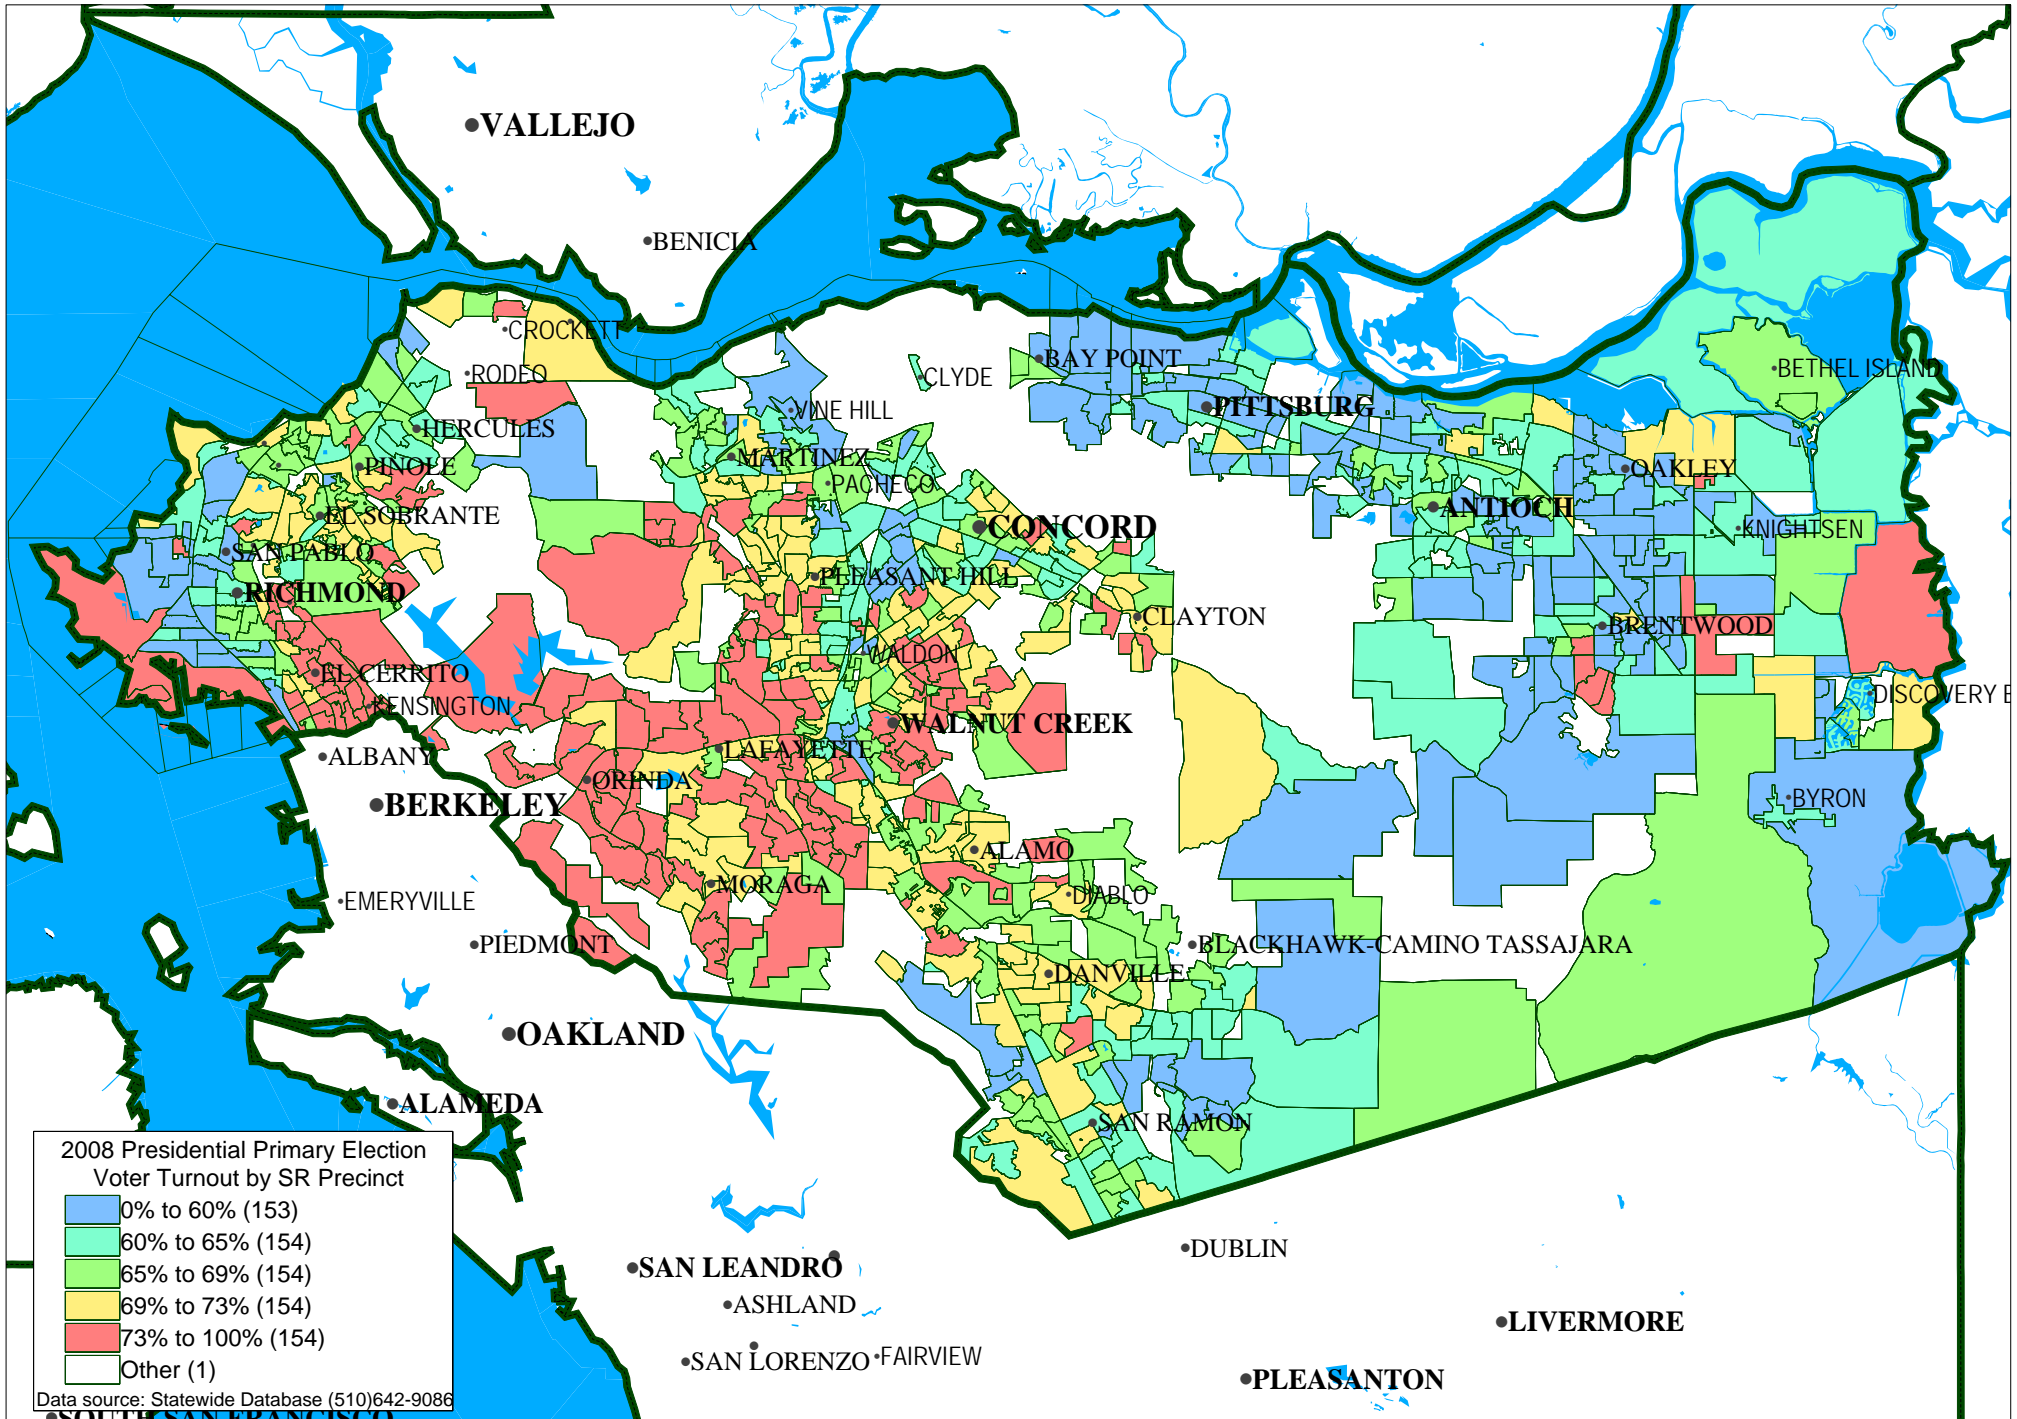 VALLEJO
BENICIA
CROCKETT
RODEO
CLYDE
BAY POINT
BETHEL ISLAND
VINE HILL
PITTSBURG
HERCULES
MARTINEZ
PINOLE
OAKLEY
PACHECO
ANTIOCH
EL SOBRANTE
CONCORD
KNIGHTSEN
SAN PABLO
PLEASANT HILL
RICHMOND
CLAYTON
BRENTWOOD
WALDON
EL CERRITO
DISCOVERY B
KENSINGTON
WALNUT CREEK
ALBANY
LAFAYETTE
ORINDA
BERKELEY
BYRON
ALAMO
MORAGA
DIABLO
EMERYVILLE
PIEDMONT
BLACKHAWK-CAMINO TASSAJARA
DANVILLE
OAKLAND
ALAMEDA
SAN RAMON
2008 Presidential Primary Election
Voter Turnout by SR Precinct
0% to 60% (153)
60% to 65% (154)
65% to 69% (154)
69% to 73% (154)
73% to 100% (154)
Other (1)
Data source: Statewide Database (510)642-9086
DUBLIN
SAN LEANDRO
ASHLAND
LIVERMORE
SAN LORENZO
FAIRVIEW
PLEASANTON
SOUTH SAN FRANCISCO